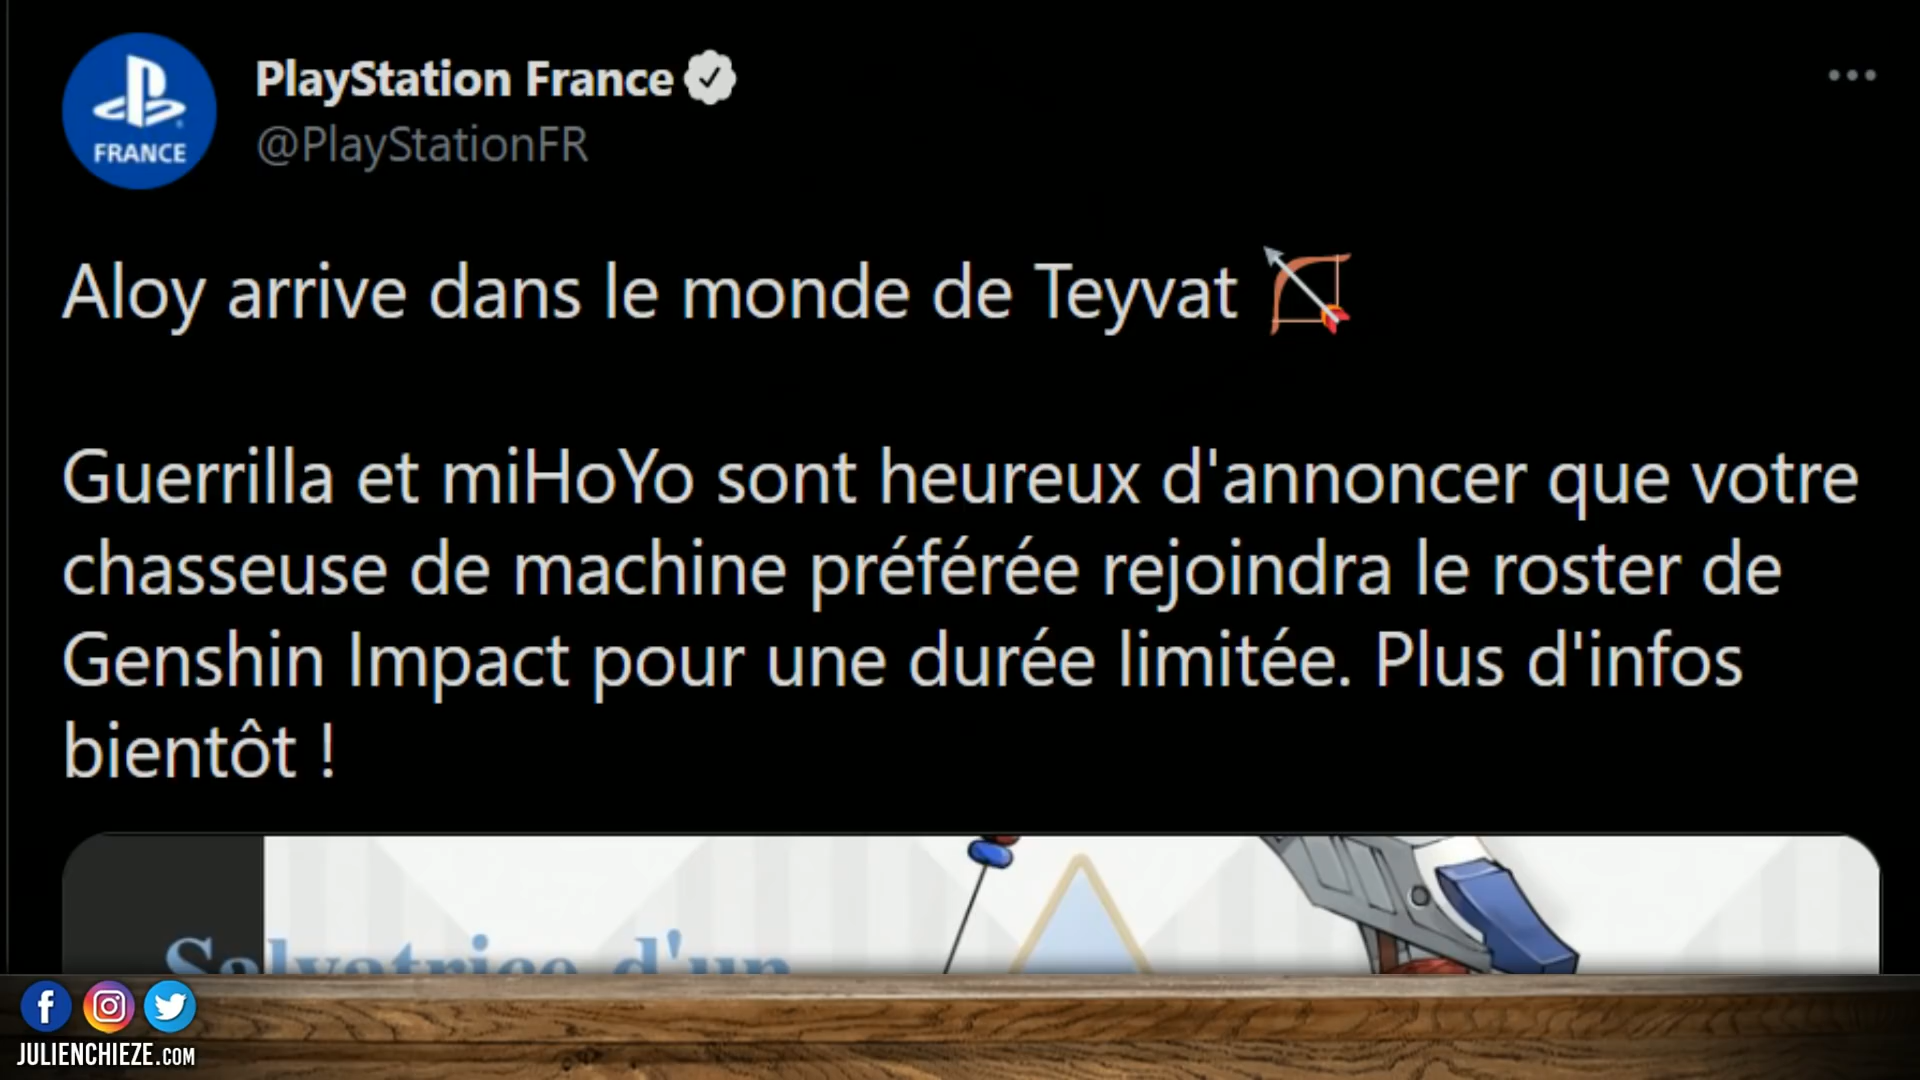 FRANCE
PlayStation France
@PlayStationFR
Aloy arrive dans le monde de Teyvat
Guerrilla et miHoYo sont heureux d'annoncer que votre
chasseuse de machine préférée rejoindra le roster de
Genshin Impact pour une durée limitée. Plus d'infos
bientôt !
Salvatrice d'un
JULIENCHIEZE.COM